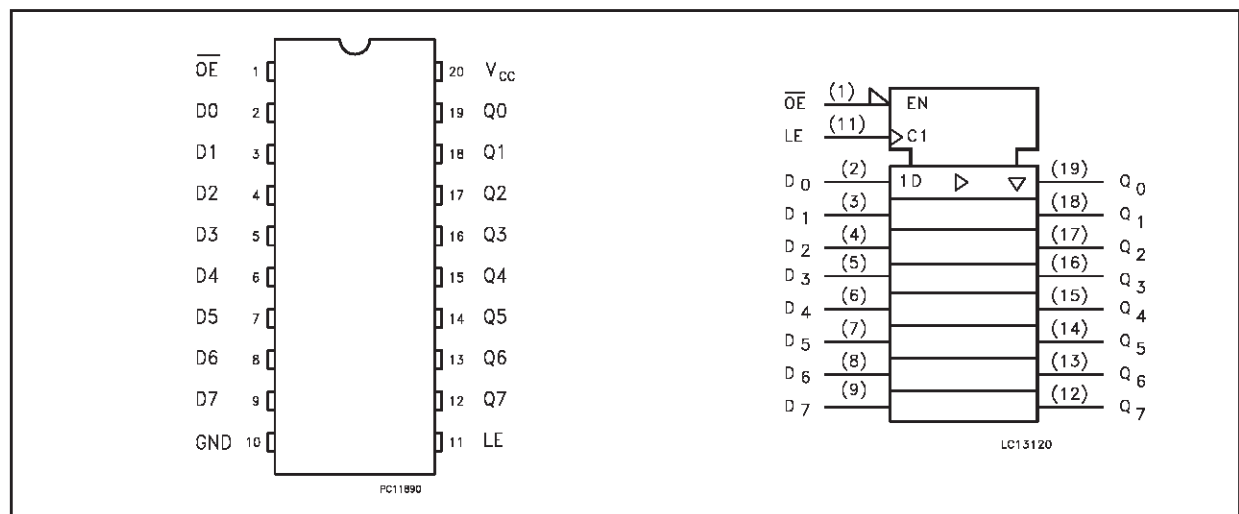 OE 1 20 VCC
D0 2 19 Q0
D1 3 18 Q1
D2 4 17 Q2
D3 5 16 Q3
D4 6 15 Q4
D5 7 14 Q5
D6 8 13 Q6
D7 9 12 Q7
GND 10 11 LE
PC11890
OE (1) EN
LE (11) C1
D0 (2) 1D (19) Q0
D1 (3) (18) Q1
D2 (4) (17) Q2
D3 (5) (16) Q3
D4 (6) (15) Q4
D5 (7) (14) Q5
D6 (8) (13) Q6
D7 (9) (12) Q7
LC13120